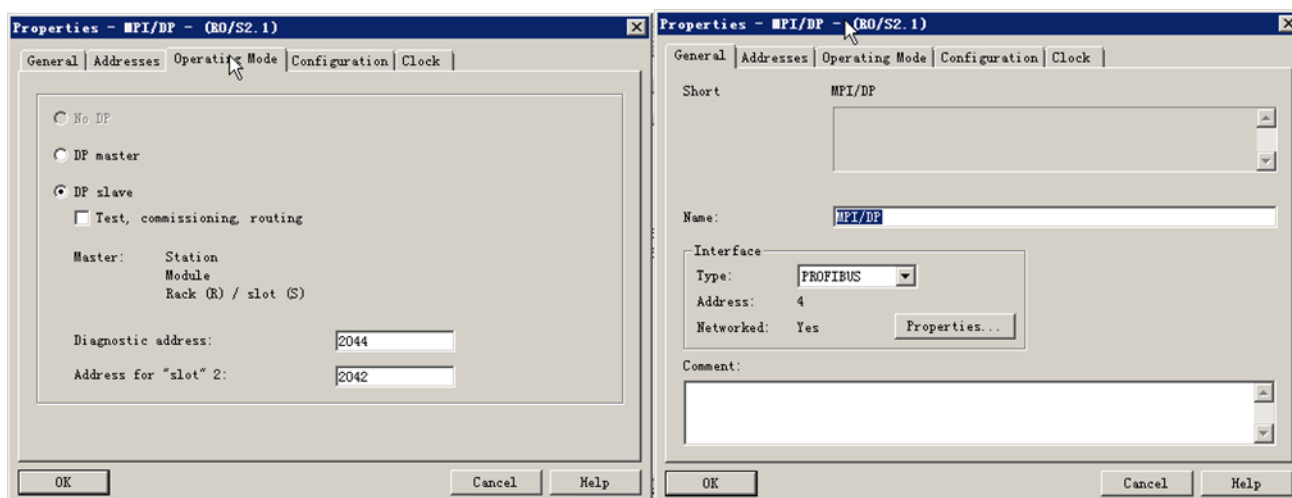 Properties - MPI/DP - (R0/S2.1)
General Addresses Operating Mode Configuration Clock
No DP
DP master
DP slave
Test, commissioning, routing
Master: Station
Module
Rack (R) / slot (S)
Diagnostic address: 2044
Address for "slot" 2: 2042
OK Cancel Help
Properties - MPI/DP - (R0/S2.1)
General Addresses Operating Mode Configuration Clock
Short MPI/DP
Name: MPI/DP
Interface
Type: PROFIBUS
Address: 4
Networked: Yes Properties...
Comment:
OK Cancel Help